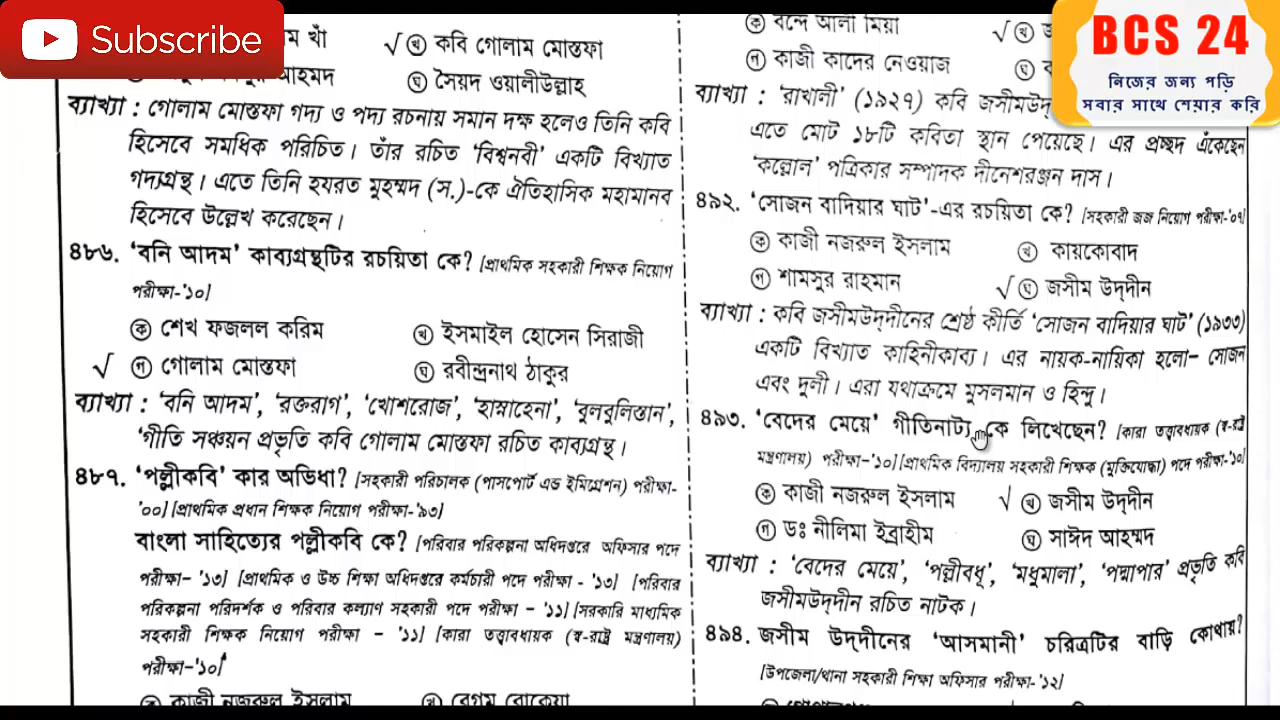 Subscribe
BCS 24
নিজের জন্য পড়ি
সবার সাথে শেয়ার করি
ম খাঁ
√ খ কবি গোলাম মোস্তফা
আহমদ
ঘ সৈয়দ ওয়ালীউল্লাহ
ব্যাখ্যা : গোলাম মোস্তফা গদ্য ও পদ্য রচনায় সমান দক্ষ হলেও তিনি কবি
হিসেবে সমধিক পরিচিত। তাঁর রচিত ‘বিশ্বনবী’ একটি বিখ্যাত
গদ্যগ্রন্থ। এতে তিনি হযরত মুহম্মদ (স.)-কে ঐতিহাসিক মহামানব
হিসেবে উল্লেখ করেছেন।
৪৮৬. ‘বনি আদম’ কাব্যগ্রন্থটির রচয়িতা কে? [প্রাথমিক সহকারী শিক্ষক নিয়োগ
পরীক্ষা-’১০]
ক শেখ ফজলল করিম
খ ইসমাইল হোসেন সিরাজী
√ গ গোলাম মোস্তফা
ঘ রবীন্দ্রনাথ ঠাকুর
ব্যাখ্যা : ‘বনি আদম’, ‘রক্তরাগ’, ‘খোশরোজ’, ‘হাস্নাহেনা’, ‘বুলবুলিস্তান’,
‘গীতি সঞ্চয়ন প্রভৃতি কবি গোলাম মোস্তফা রচিত কাব্যগ্রন্থ।
৪৮৭. ‘পল্লীকবি’ কার অভিধা? [সহকারী পরিচালক (পাসপোর্ট এন্ড ইমিগ্রেশন) পরীক্ষা-
’০০] [প্রাথমিক প্রধান শিক্ষক নিয়োগ পরীক্ষা-’৯৩]
বাংলা সাহিত্যের পল্লীকবি কে? [পরিবার পরিকল্পনা অধিদপ্তরে অফিসার পদে
পরীক্ষা- ’১৩] [প্রাথমিক ও উচ্চ শিক্ষা অধিদপ্তরে কর্মচারী পদে পরীক্ষা - ’১৩] [পরিবার
পরিকল্পনা পরিদর্শক ও পরিবার কল্যাণ সহকারী পদে পরীক্ষা - ’১১] [সরকারি মাধ্যমিক
সহকারী শিক্ষক নিয়োগ পরীক্ষা - ’১১] [কারা তত্ত্বাবধায়ক (স্ব-রাষ্ট্র মন্ত্রণালয়)
পরীক্ষা-’১০]
ক কাজী নজরুল ইসলাম
খ বেগম রোকেয়া
ক বন্দে আলী মিয়া
√ খ
গ কাজী কাদের নেওয়াজ
ঘ
ব্যাখ্যা : ‘রাখালী’ (১৯২৭) কবি জসীমউদ্
এতে মোট ১৮টি কবিতা স্থান পেয়েছে। এর প্রচ্ছদ এঁকেছেন
‘কল্লোল’ পত্রিকার সম্পাদক দীনেশরঞ্জন দাস।
৪৯২. ‘সোজন বাদিয়ার ঘাট’-এর রচয়িতা কে? [সহকারী জজ নিয়োগ পরীক্ষা-’০৭]
ক কাজী নজরুল ইসলাম
খ কায়কোবাদ
গ শামসুর রাহমান
√ ঘ জসীম উদ্‌দীন
ব্যাখ্যা : কবি জসীমউদ্‌দীনের শ্রেষ্ঠ কীর্তি ‘সোজন বাদিয়ার ঘাট’ (১৯৩৩)
একটি বিখ্যাত কাহিনীকাব্য। এর নায়ক-নায়িকা হলো– সোজন
এবং দুলী। এরা যথাক্রমে মুসলমান ও হিন্দু।
৪৯৩. ‘বেদের মেয়ে’ গীতিনাট্য কে লিখেছেন? [কারা তত্ত্বাবধায়ক (স্ব-রাষ্ট্র
মন্ত্রণালয়) পরীক্ষা-’১০] [প্রাথমিক বিদ্যালয় সহকারী শিক্ষক (মুক্তিযোদ্ধা) পদে পরীক্ষা-’১০]
ক কাজী নজরুল ইসলাম
√ খ জসীম উদ্‌দীন
গ ডঃ নীলিমা ইব্রাহীম
ঘ সাঈদ আহমদ
ব্যাখ্যা : ‘বেদের মেয়ে’, ‘পল্লীবধূ’, ‘মধুমালা’, ‘পদ্মাপার’ প্রভৃতি কবি
জসীমউদ্‌দীন রচিত নাটক।
৪৯৪. জসীম উদ্‌দীনের ‘আসমানী’ চরিত্রটির বাড়ি কোথায়?
[উপজেলা/থানা সহকারী শিক্ষা অফিসার পরীক্ষা-’১২]